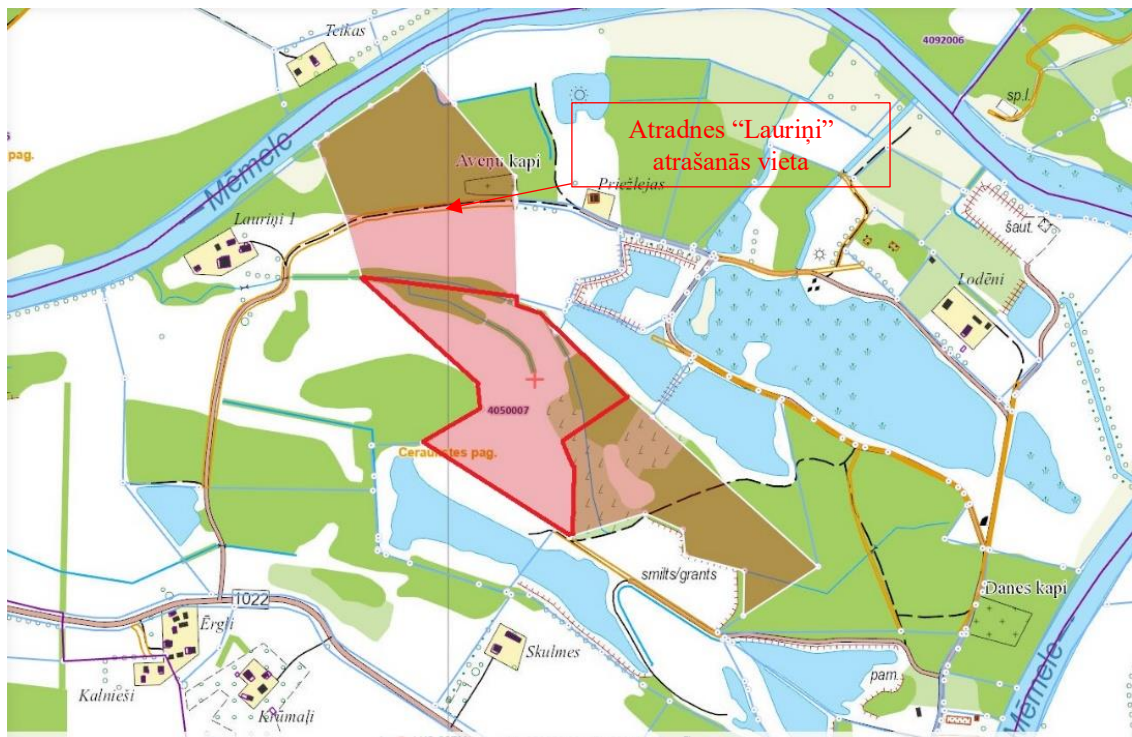 Teikas
4092006
sp.l.
pag.
Mēmele
Atradnes “Lauriņi”
atrašanās vieta
Aveņu kapi
Priežlejas
Lauriņi 1
šaut.
Lodēni
4050007
Ceraukstes pag.
smilts/grants
1022
Ērgļi
Skulmes
Danes kapi
Kalnieši
Krūmaļi
pam.
Mēmele